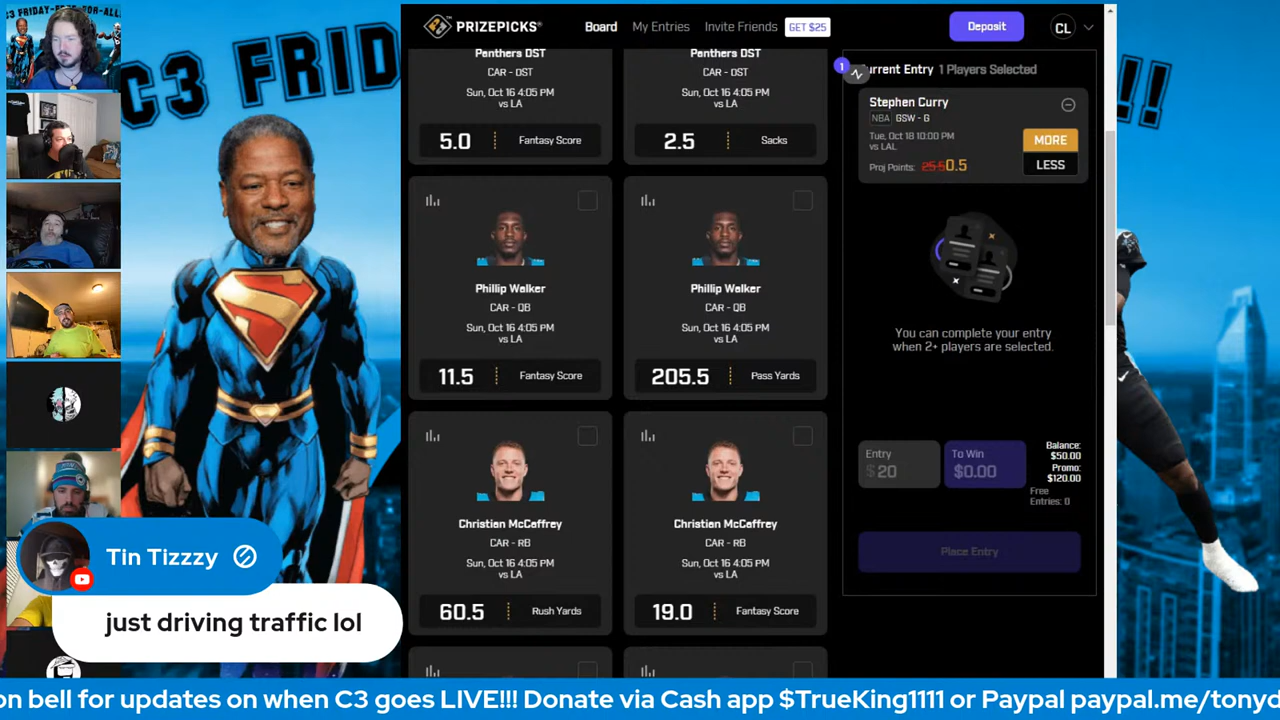 C3 FRIDAY-FREE-FOR-ALL
C3 FRID
!!
PRIZEPICKS
Board
My Entries
Invite Friends
GET $25
Deposit
CL
Panthers DST
CAR - DST
Sun, Oct 16 4:05 PM
vs LA
5.0
Fantasy Score
Panthers DST
CAR - DST
Sun, Oct 16 4:05 PM
vs LA
2.5
Sacks
Phillip Walker
CAR - QB
Sun, Oct 16 4:05 PM
vs LA
11.5
Fantasy Score
Phillip Walker
CAR - QB
Sun, Oct 16 4:05 PM
vs LA
205.5
Pass Yards
Christian McCaffrey
CAR - RB
Sun, Oct 16 4:05 PM
vs LA
60.5
Rush Yards
Christian McCaffrey
CAR - RB
Sun, Oct 16 4:05 PM
vs LA
19.0
Fantasy Score
1
urrent Entry 1 Players Selected
Stephen Curry
NBA GSW - G
Tue, Oct 18 10:00 PM
vs LAL
Proj Points: 25.5 0.5
MORE
LESS
You can complete your entry
when 2+ players are selected.
Entry
$20
To Win
$0.00
Balance:
$50.00
Promo:
$120.00
Free
Entries: 0
Place Entry
Tin Tizzzy
just driving traffic lol
on bell for updates on when C3 goes LIVE!!! Donate via Cash app $TrueKing1111 or Paypal paypal.me/tonyd